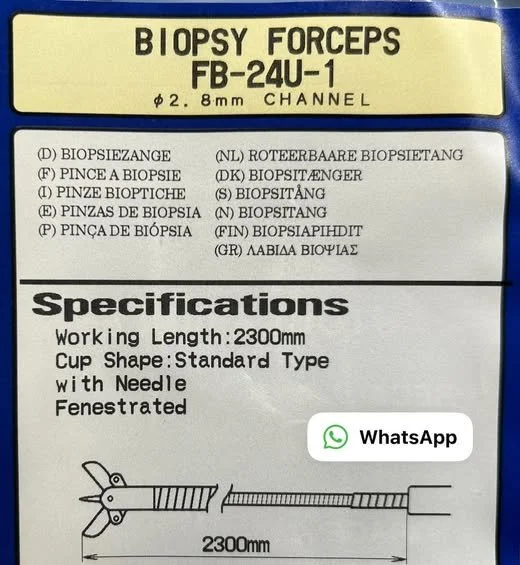 BIOPSY FORCEPS
FB-24U-1
φ2.8mm CHANNEL
(D) BIOPSIEZANGE
(F) PINCE A BIOPSIE
(I) PINZE BIOPTICHE
(E) PINZAS DE BIOPSIA
(P) PINÇA DE BIÓPSIA
(NL) ROTEERBAARE BIOPSIETANG
(DK) BIOPSITÆNGER
(S) BIOPSITÅNG
(N) BIOPSITANG
(FIN) BIOPSIAPIHDIT
(GR) ΛΑΒΙΔΑ ΒΙΟΨΙΑΣ
Specifications
Working Length:2300mm
Cup Shape:Standard Type
with Needle
Fenestrated
WhatsApp
2300mm